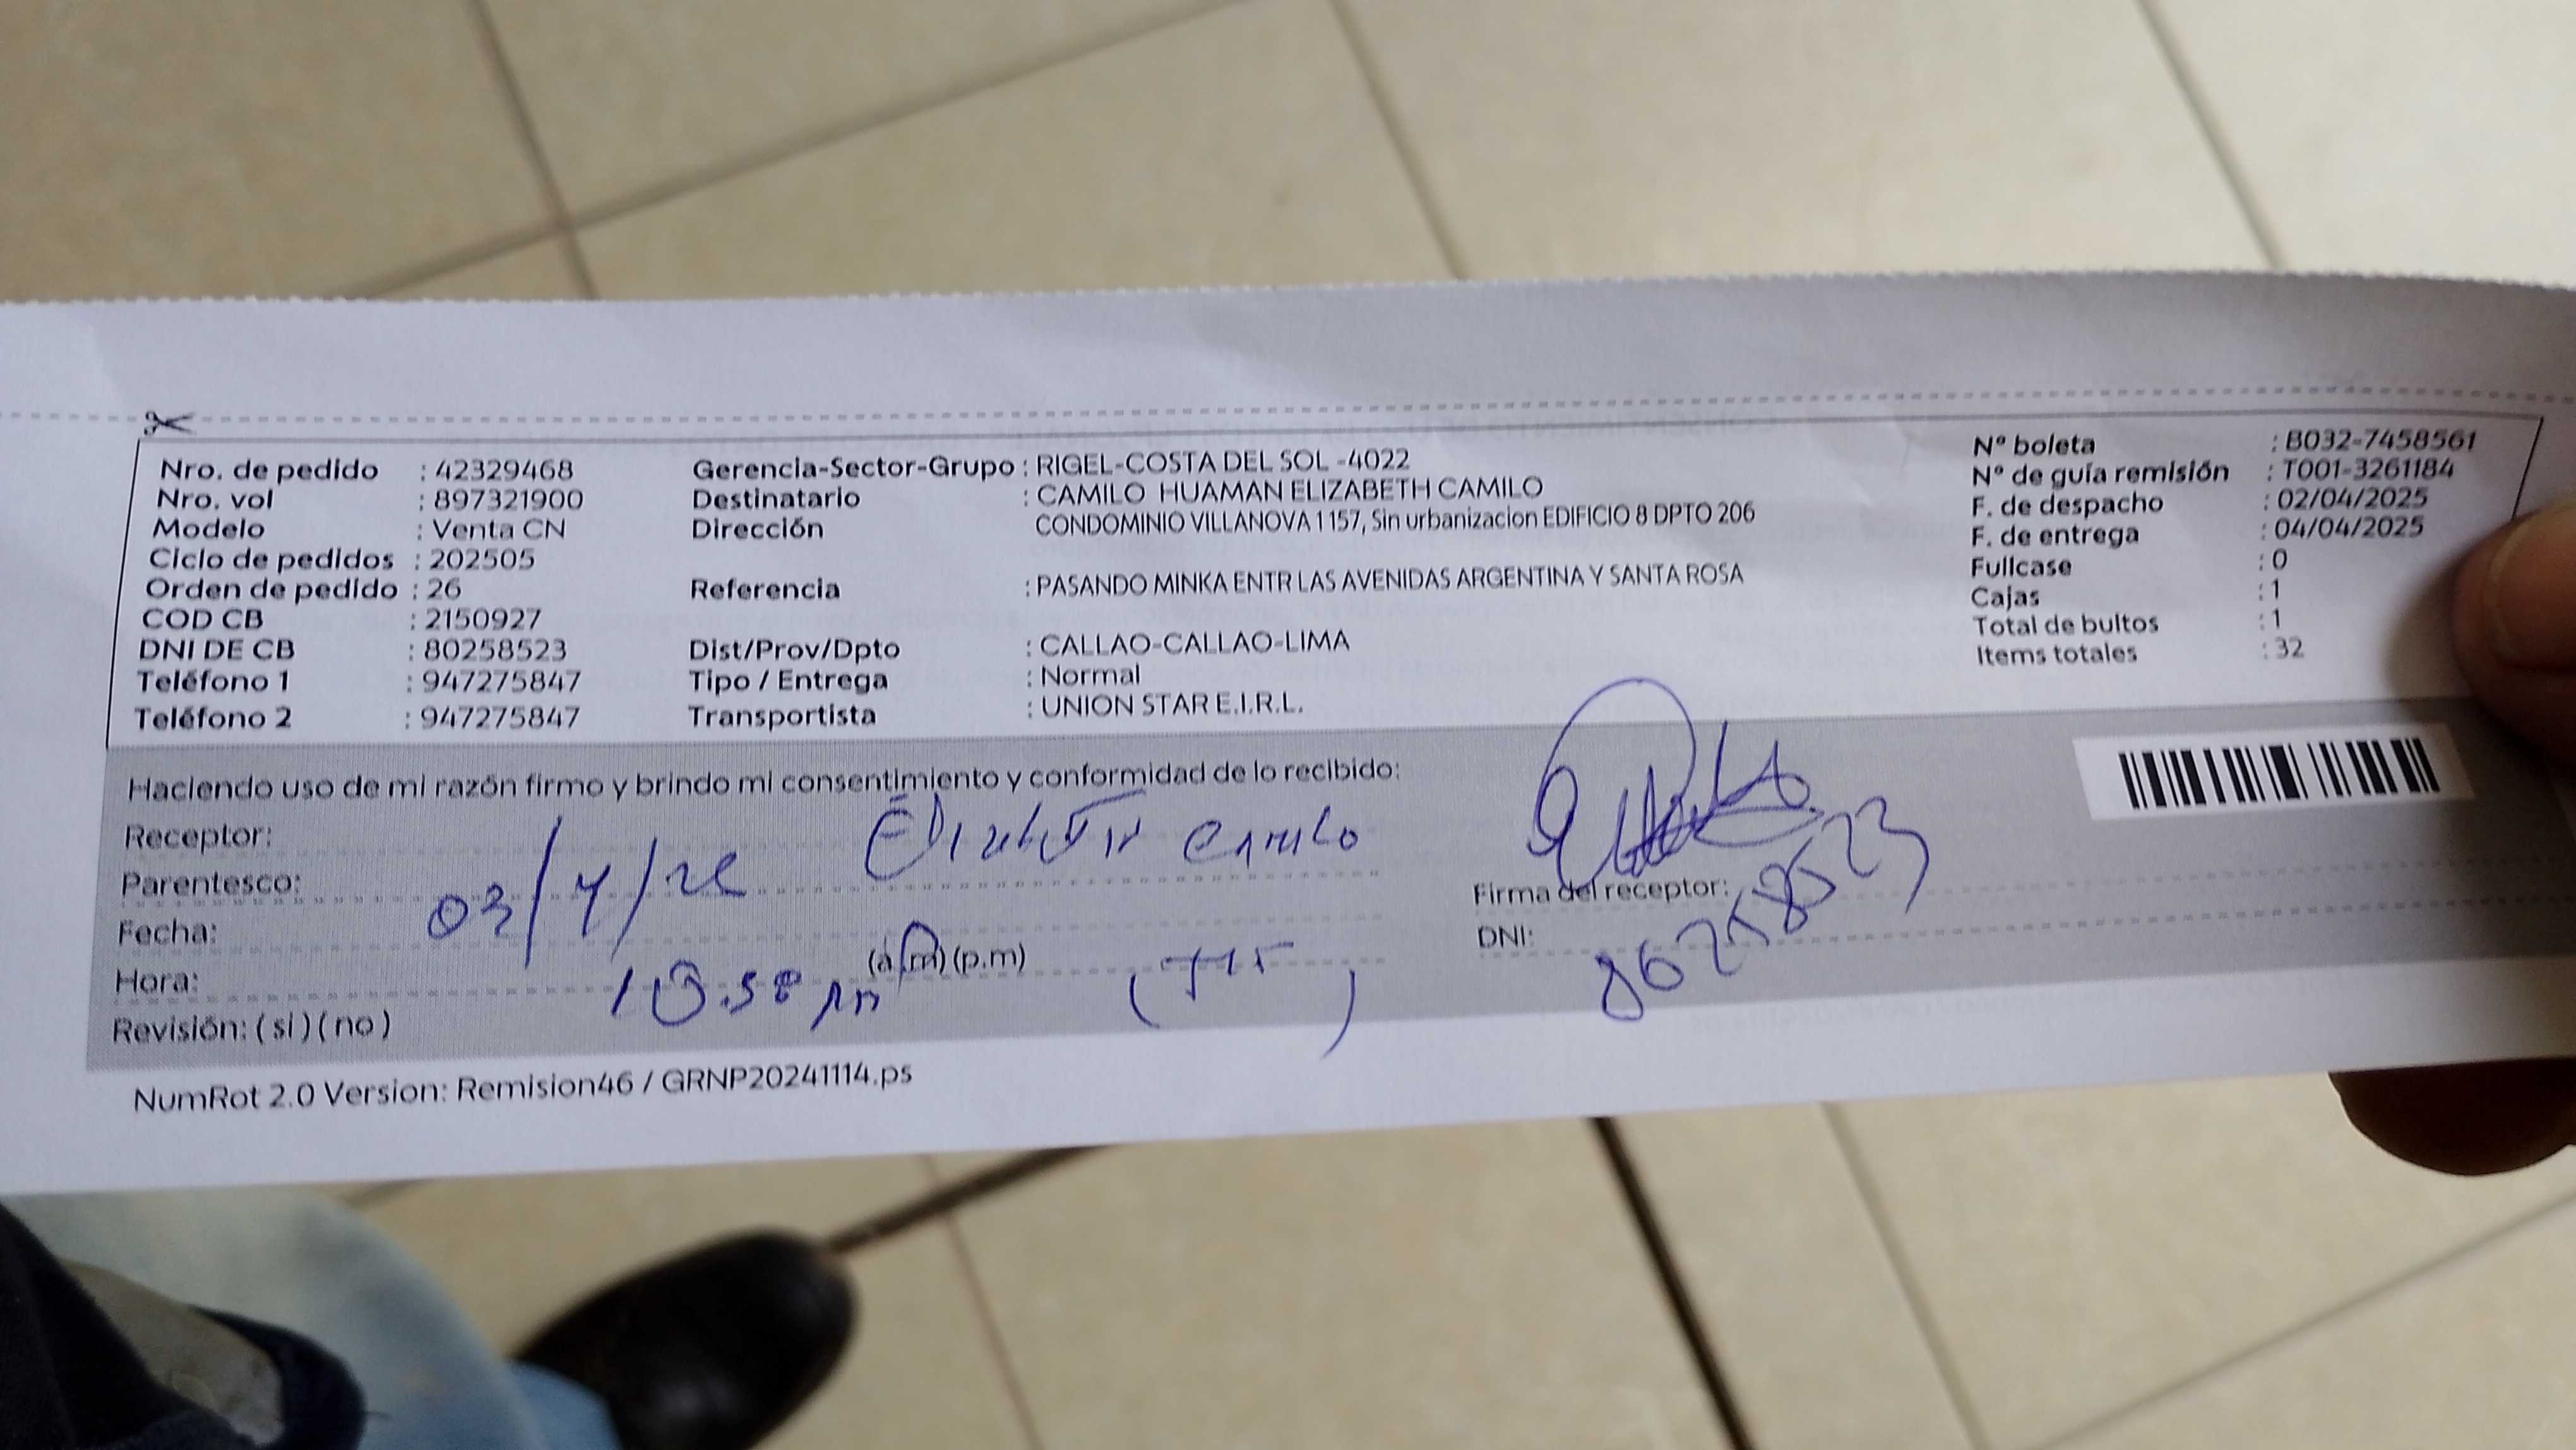 Nro. de pedido : 42329468
Nro. vol : 897321900
Modelo : Venta CN
Ciclo de pedidos : 202505
Orden de pedido : 26
COD CB : 2150927
DNI DE CB : 80258523
Teléfono 1 : 947275847
Teléfono 2 : 947275847
Gerencia-Sector-Grupo : RIGEL-COSTA DEL SOL -4022
Destinatario : CAMILO HUAMAN ELIZABETH CAMILO
Dirección CONDOMINIO VILLANOVA 1157, Sin urbanizacion EDIFICIO 8 DPTO 206
Referencia : PASANDO MINKA ENTR LAS AVENIDAS ARGENTINA Y SANTA ROSA
Dist/Prov/Dpto : CALLAO-CALLAO-LIMA
Tipo / Entrega : Normal
Transportista : UNION STAR E.I.R.L.
Nº boleta : B032-7458561
Nº de guía remisión : T001-3261184
F. de despacho : 02/04/2025
F. de entrega : 04/04/2025
Fullcase : 0
Cajas : 1
Total de bultos : 1
Items totales : 32
Haciendo uso de mi razón firmo y brindo mi consentimiento y conformidad de lo recibido:
Receptor: Camilo
Parentesco:
Fecha: 03/4/
Hora: (a.m) (p.m)
Revisión: (si) (no)
Firma del receptor:
DNI: 80258523
NumRot 2.0 Version: Remision46 / GRNP20241114.ps